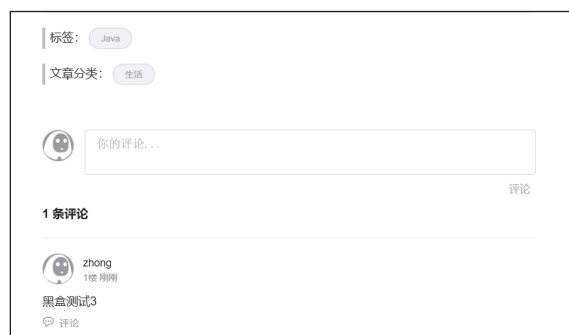 标签: Java
文章分类: 生活
你的评论...
评论
1 条评论
zhong
1楼 刚刚
黑盒测试3
评论